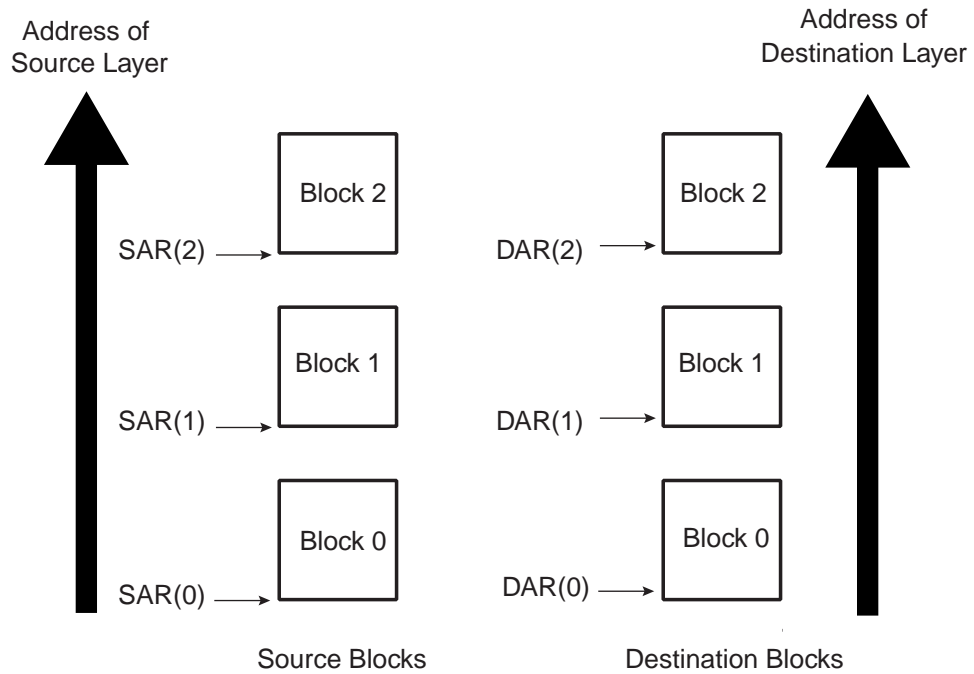 Address of
Source Layer
Address of
Destination Layer
Block 2
Block 2
SAR(2)
DAR(2)
Block 1
Block 1
SAR(1)
DAR(1)
Block 0
Block 0
SAR(0)
DAR(0)
Source Blocks
Destination Blocks